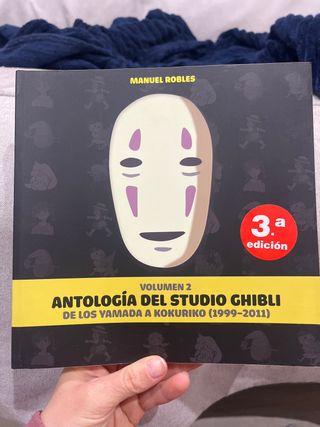 MANUEL ROBLES
3.ª
edición
VOLUMEN 2
ANTOLOGÍA DEL STUDIO GHIBLI
DE LOS YAMADA A KOKURIKO (1999-2011)